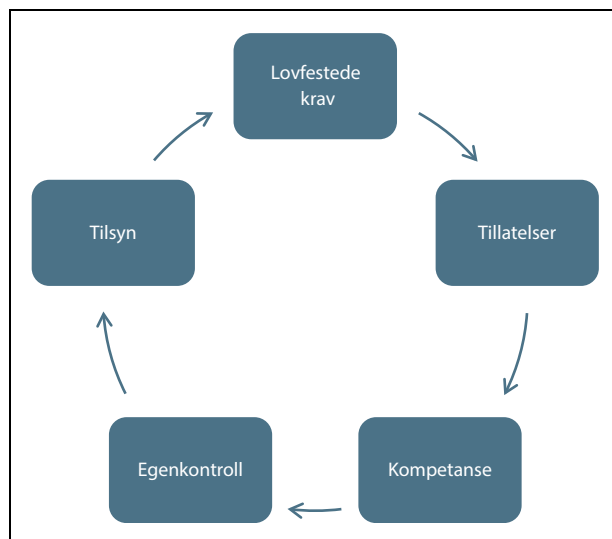 Lovfestede
krav
Tillatelser
Kompetanse
Egenkontroll
Tilsyn